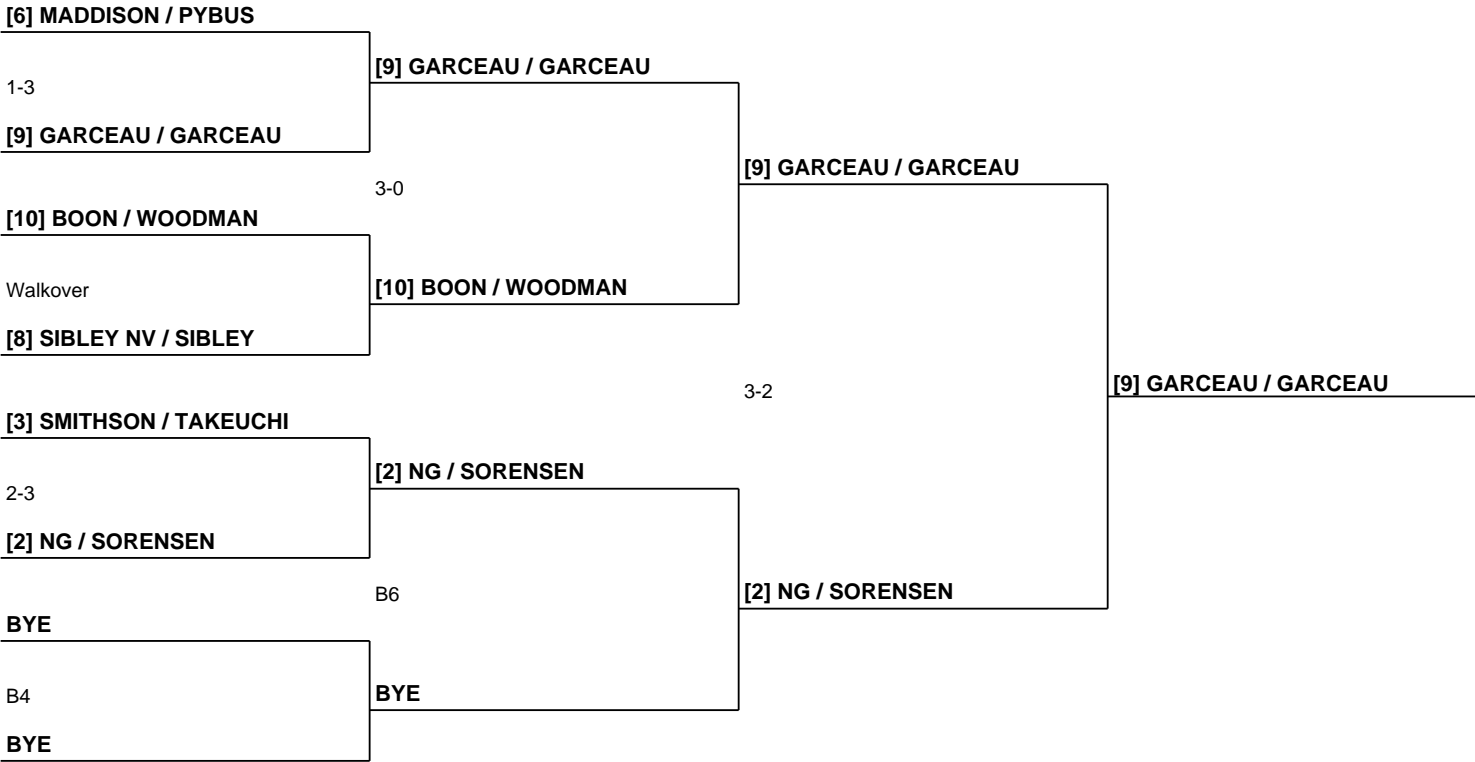 [6] MADDISON / PYBUS
1-3
[9] GARCEAU / GARCEAU
[10] BOON / WOODMAN
Walkover
[8] SIBLEY NV / SIBLEY
[3] SMITHSON / TAKEUCHI
2-3
[2] NG / SORENSEN
BYE
B4
BYE
[9] GARCEAU / GARCEAU
3-0
[10] BOON / WOODMAN
[2] NG / SORENSEN
B6
BYE
[9] GARCEAU / GARCEAU
3-2
[2] NG / SORENSEN
[9] GARCEAU / GARCEAU